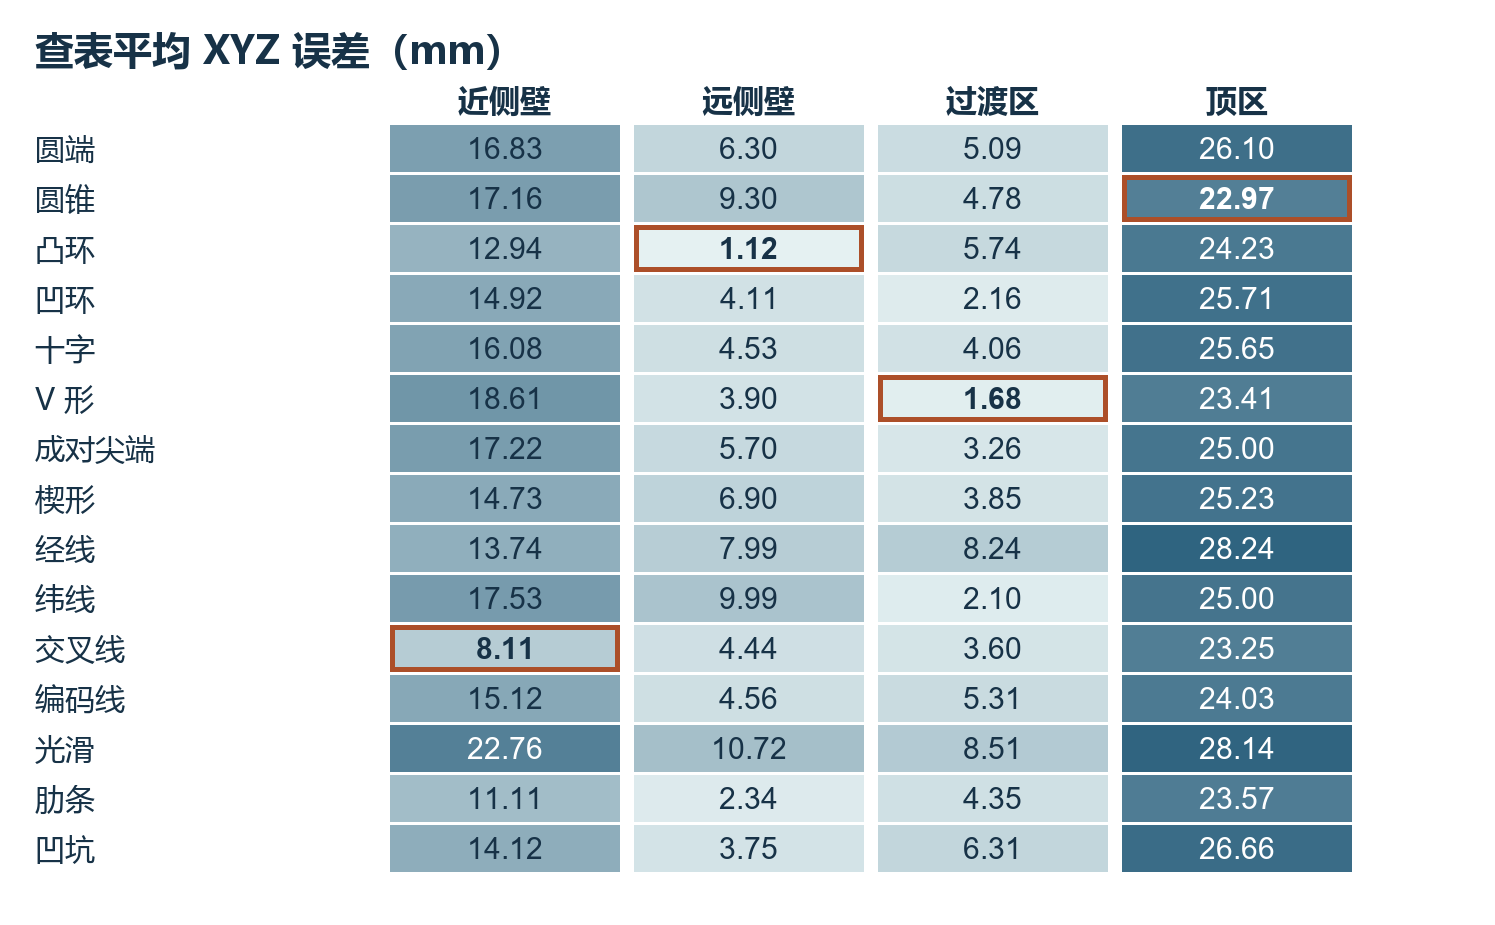 查表平均 XYZ 误差（mm）
近侧壁 远侧壁 过渡区 顶区
圆端 16.83 6.30 5.09 26.10
圆锥 17.16 9.30 4.78 22.97
凸环 12.94 1.12 5.74 24.23
凹环 14.92 4.11 2.16 25.71
十字 16.08 4.53 4.06 25.65
V 形 18.61 3.90 1.68 23.41
成对尖端 17.22 5.70 3.26 25.00
楔形 14.73 6.90 3.85 25.23
经线 13.74 7.99 8.24 28.24
纬线 17.53 9.99 2.10 25.00
交叉线 8.11 4.44 3.60 23.25
编码线 15.12 4.56 5.31 24.03
光滑 22.76 10.72 8.51 28.14
肋条 11.11 2.34 4.35 23.57
凹坑 14.12 3.75 6.31 26.66